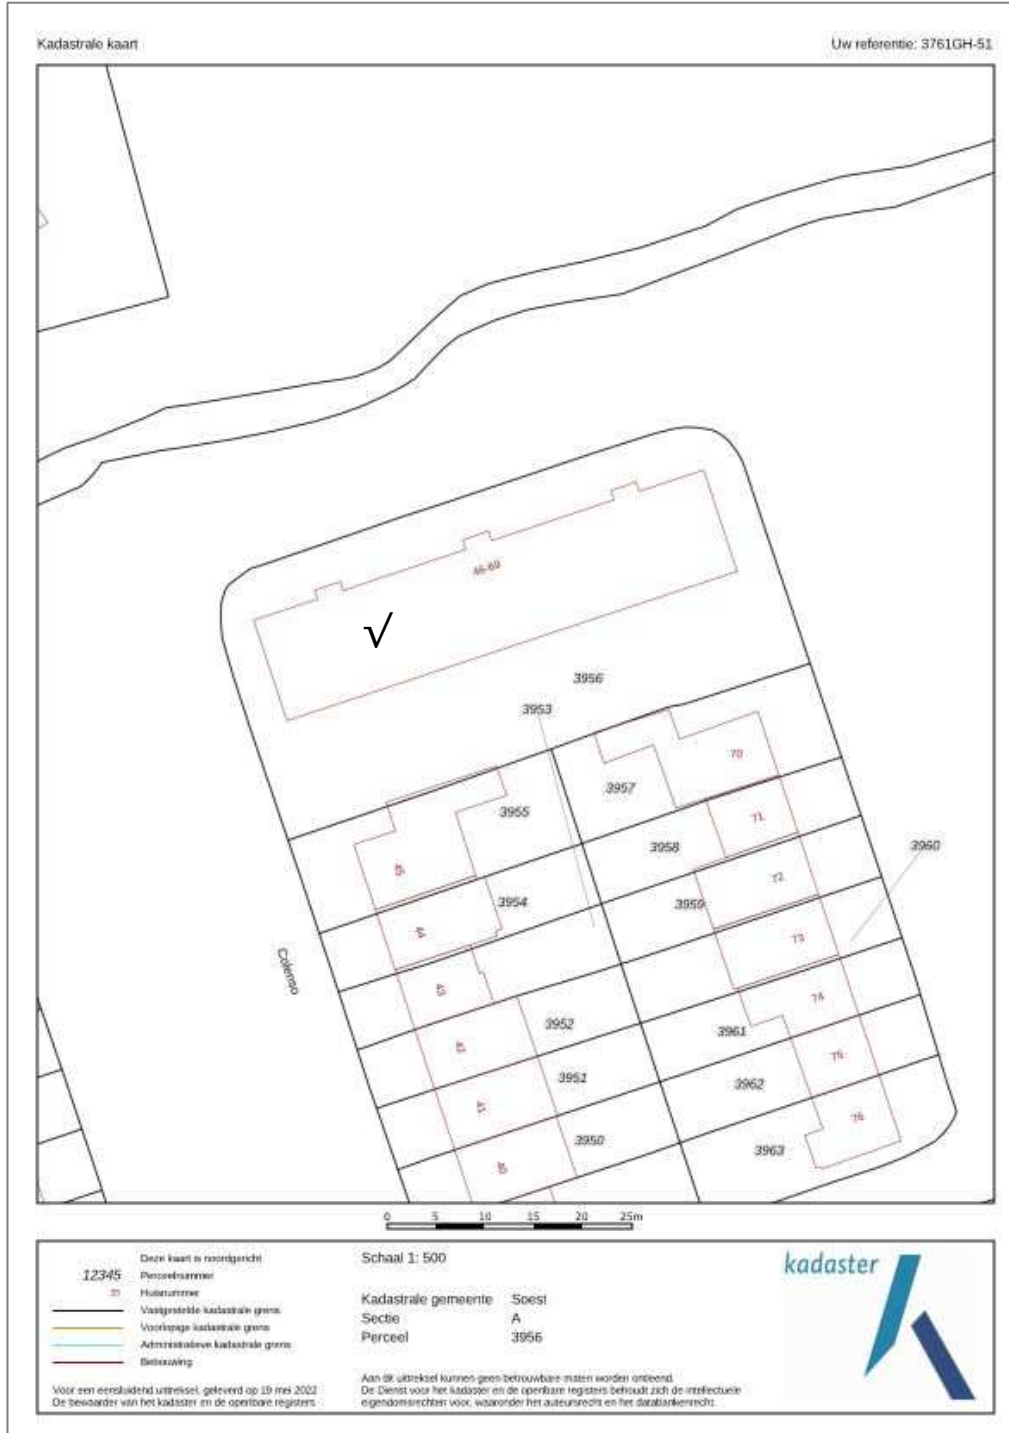 Kadastrale kaart
Uw referentie: 3761GH-51
46-69
√
3956
3953
70
3957
3955
71
3958
3960
45
72
3954
3959
44
73
Colenso
43
74
3952
3961
42
75
3951
3962
41
76
3950
3963
40
0 5 10 15 20 25m
Deze kaart is noordgericht
12345 Perceelnummer
25 Huisnummer
Vastgestelde kadastrale grens
Voorlopige kadastrale grens
Administratieve kadastrale grens
Bebouwing
Voor een eensluidend uittreksel, geleverd op 19 mei 2022
De bewaarder van het kadaster en de openbare registers
Schaal 1: 500
Kadastrale gemeente Soest
Sectie A
Perceel 3956
Aan dit uittreksel kunnen geen betrouwbare maten worden ontleend.
De Dienst voor het kadaster en de openbare registers behoudt zich de intellectuele
eigendomsrechten voor, waaronder het auteursrecht en het databankenrecht.
kadaster